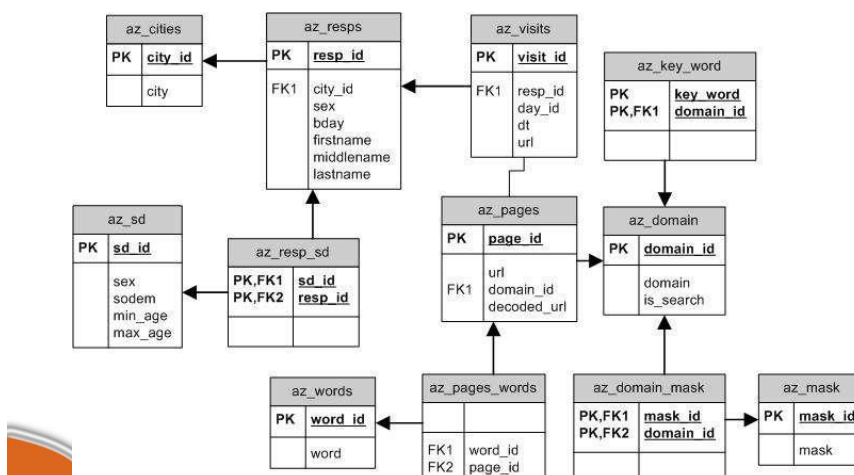 az_cities
PK city_id
city
az_resps
PK resp_id
FK1 city_id
sex
bday
firstname
middlename
lastname
az_visits
PK visit_id
FK1 resp_id
day_id
dt
url
az_key_word
PK key_word
PK,FK1 domain_id
az_sd
PK sd_id
sex
sodem
min_age
max_age
az_resp_sd
PK,FK1 sd_id
PK,FK2 resp_id
az_pages
PK page_id
url
FK1 domain_id
decoded_url
az_domain
PK domain_id
domain
is_search
az_words
PK word_id
word
az_pages_words
FK1 word_id
FK2 page_id
az_domain_mask
PK,FK1 mask_id
PK,FK2 domain_id
az_mask
PK mask_id
mask